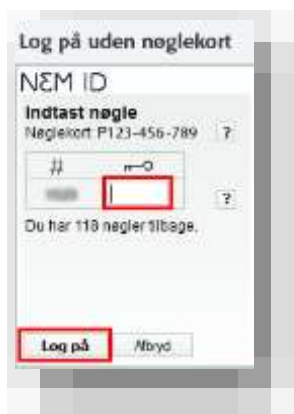 Log på uden nøglekort
NEM ID
Indtast nøgle
Nøglekort P123-456-789 ?
#
?
Du har 118 nøgler tilbage.
Log på Afbryd